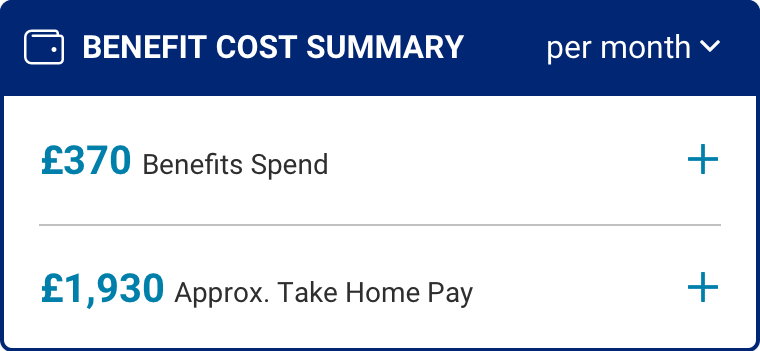 BENEFIT COST SUMMARY per month
£370 Benefits Spend
£1,930 Approx. Take Home Pay